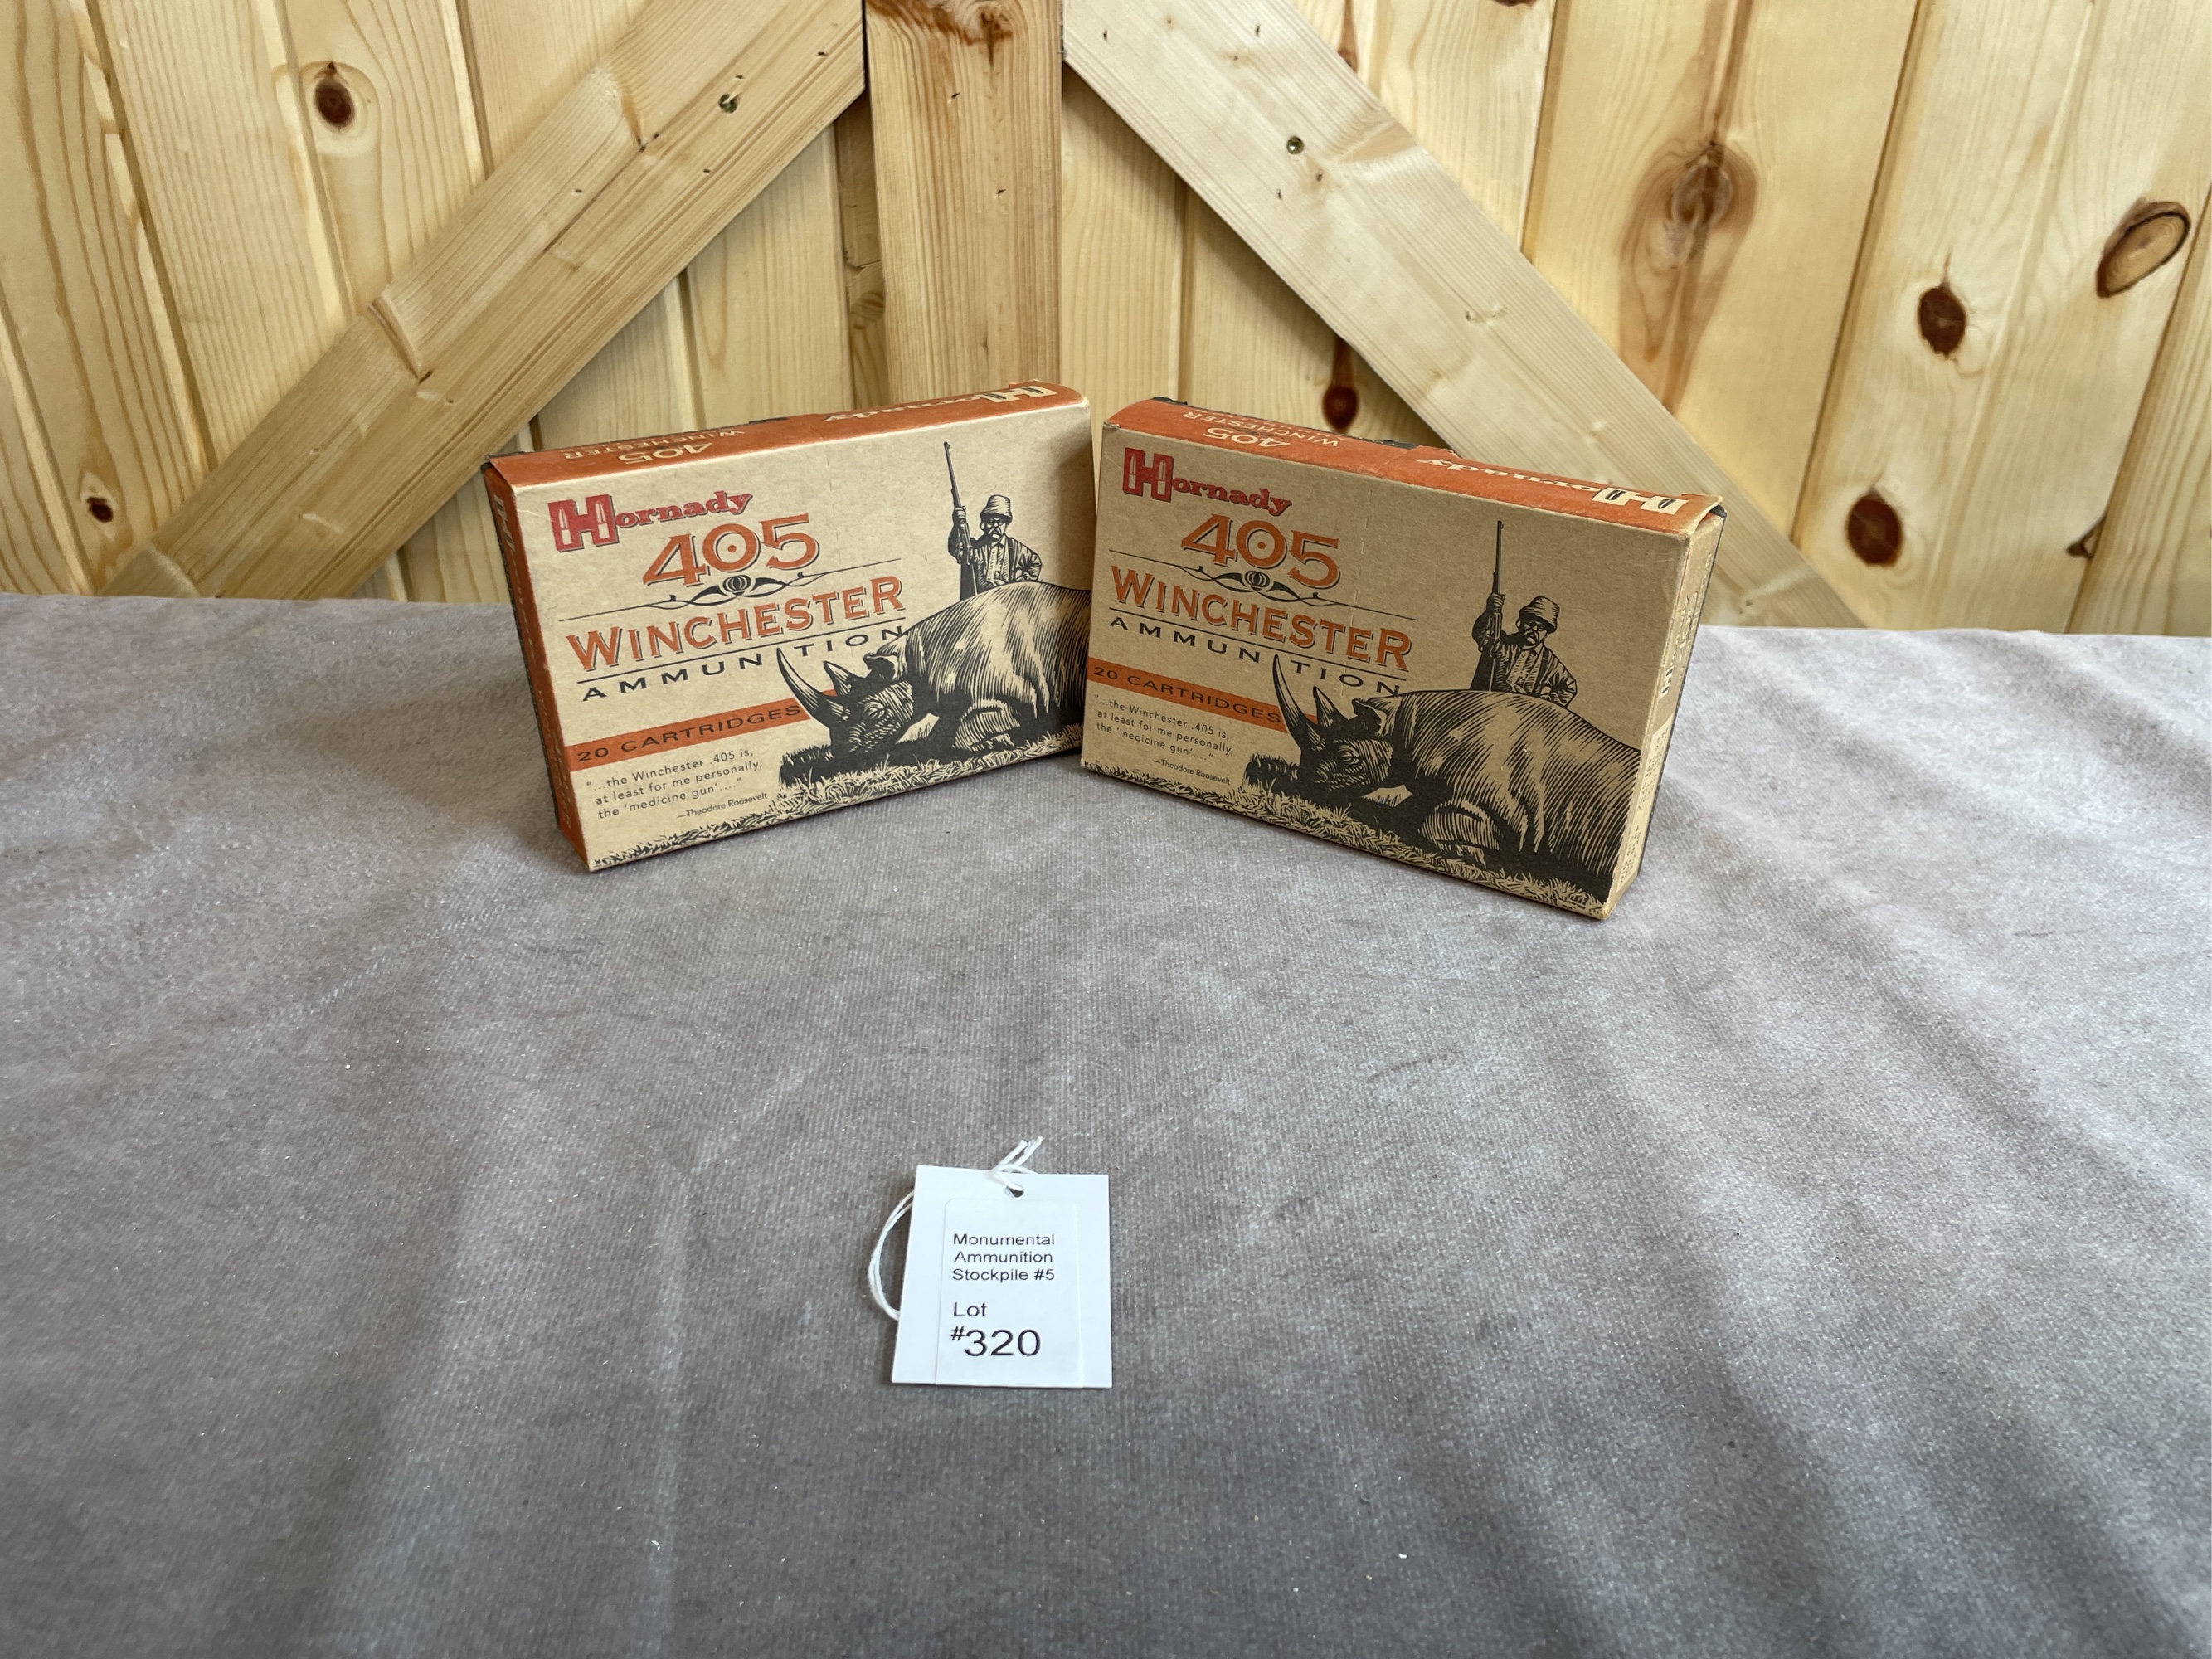 Hornady
405
WINCHESTER
Hornady
405
WINCHESTER
AMMUNITION
20 CARTRIDGES
"...the Winchester .405 is,
at least for me personally,
the 'medicine gun'...."
—Theodore Roosevelt
405
WINCHESTER
Hornady
Hornady
405
WINCHESTER
AMMUNITION
20 CARTRIDGES
"...the Winchester .405 is,
at least for me personally,
the 'medicine gun'...."
—Theodore Roosevelt
Monumental
Ammunition
Stockpile #5
Lot
#320